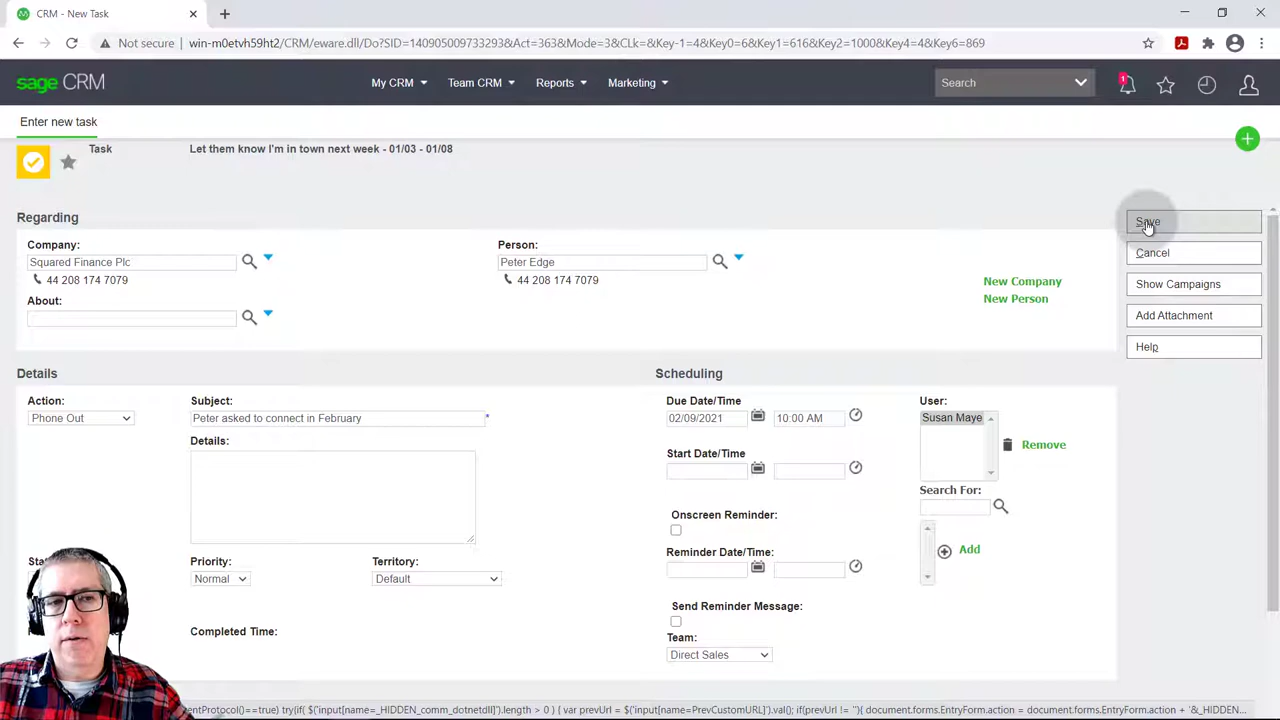 CRM - New Task
Not secure win-m0etvh59ht2/CRM/eware.dll/Do?SID=140905009733293&Act=363&Mode=3&CLk=&Key-1=4&Key0=6&Key1=616&Key2=1000&Key4=4&Key6=869
sage CRM My CRM Team CRM Reports Marketing Search 1
Enter new task
Task Let them know I'm in town next week - 01/03 - 01/08
Regarding
Save
Company: Person:
Squared Finance Plc Peter Edge
Cancel
44 208 174 7079 44 208 174 7079
New Company
Show Campaigns
About:
New Person
Add Attachment
Help
Details Scheduling
Action: Subject: Due Date/Time User:
Phone Out Peter asked to connect in February * 02/09/2021 10:00 AM Susan Maye
Details:
Remove
Start Date/Time
Search For:
Onscreen Reminder:
Reminder Date/Time: Add
Priority: Territory:
Normal Default
Send Reminder Message:
Completed Time:
Team:
Direct Sales
entProtocol()==true) try{if( $('input[name=_HIDDEN_comm_dotnetdll]').length > 0 ) { var prevUrl = $('input[name=PrevCustomURL]').val(); if(prevUrl != ''){ document.forms.EntryForm.action = document.forms.EntryForm.action + '&_HIDDEN...